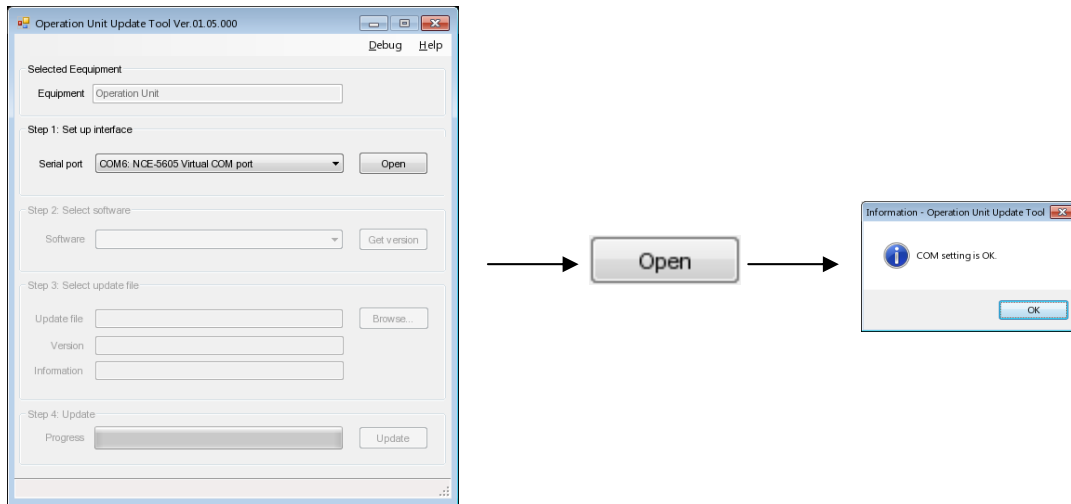 Operation Unit Update Tool Ver.01.05.000
Debug Help
Selected Eequipment
Equipment Operation Unit
Step 1: Set up interface
Serial port COM6: NCE-5605 Virtual COM port Open
Step 2: Select software
Software Get version
Step 3: Select update file
Update file Browse...
Version
Information
Step 4: Update
Progress Update
Open
Information - Operation Unit Update Tool
COM setting is OK.
OK